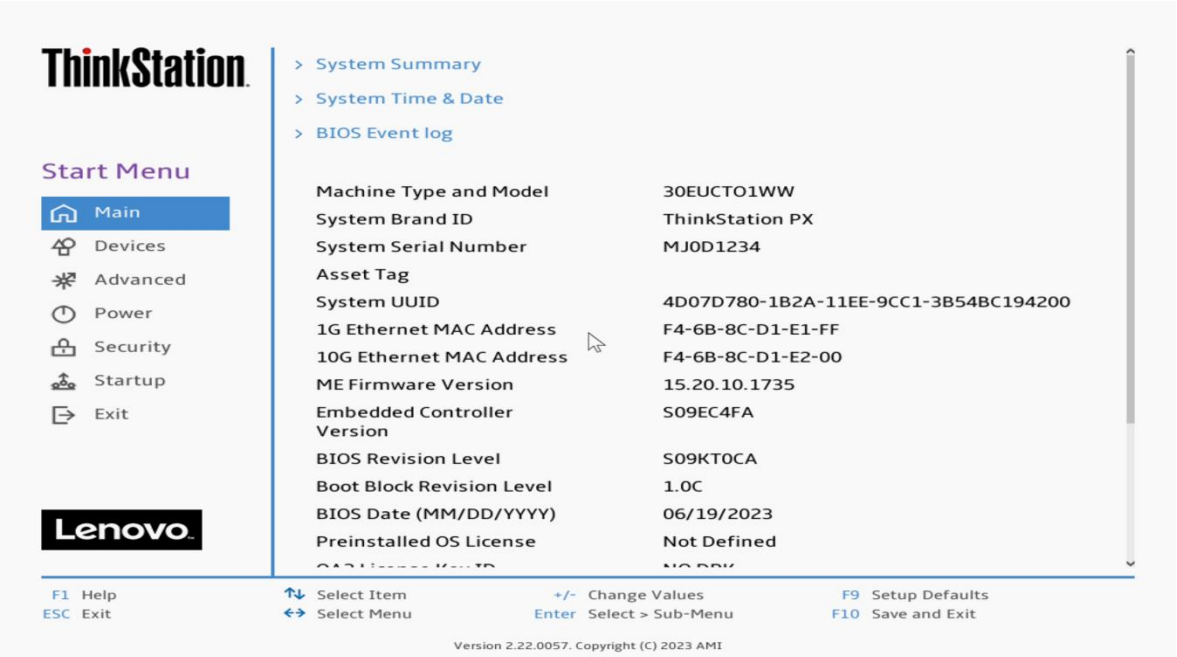 ThinkStation
> System Summary
> System Time & Date
> BIOS Event log
Start Menu
Main
Devices
Advanced
Power
Security
Startup
Exit
Lenovo
Machine Type and Model 30EUCTO1WW
System Brand ID ThinkStation PX
System Serial Number MJ0D1234
Asset Tag
System UUID 4D07D780-1B2A-11EE-9CC1-3B54BC194200
1G Ethernet MAC Address F4-6B-8C-D1-E1-FF
10G Ethernet MAC Address F4-6B-8C-D1-E2-00
ME Firmware Version 15.20.10.1735
Embedded Controller S09EC4FA
Version
BIOS Revision Level S09KT0CA
Boot Block Revision Level 1.0C
BIOS Date (MM/DD/YYYY) 06/19/2023
Preinstalled OS License Not Defined
F1 Help ↑↓ Select Item +/- Change Values F9 Setup Defaults
ESC Exit ←→ Select Menu Enter Select > Sub-Menu F10 Save and Exit
Version 2.22.0057. Copyright (C) 2023 AMI